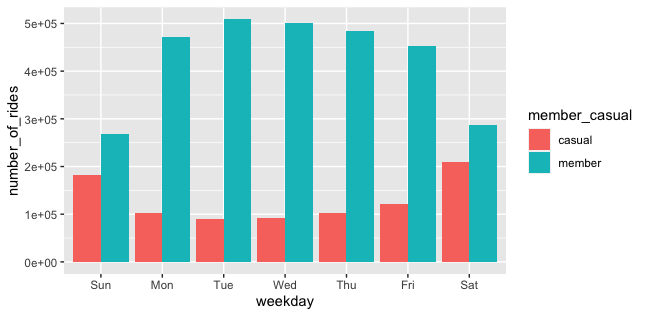 5e+05
4e+05
3e+05
2e+05
1e+05
0e+00
number_of_rides
Sun Mon Tue Wed Thu Fri Sat
weekday
member_casual
casual
member